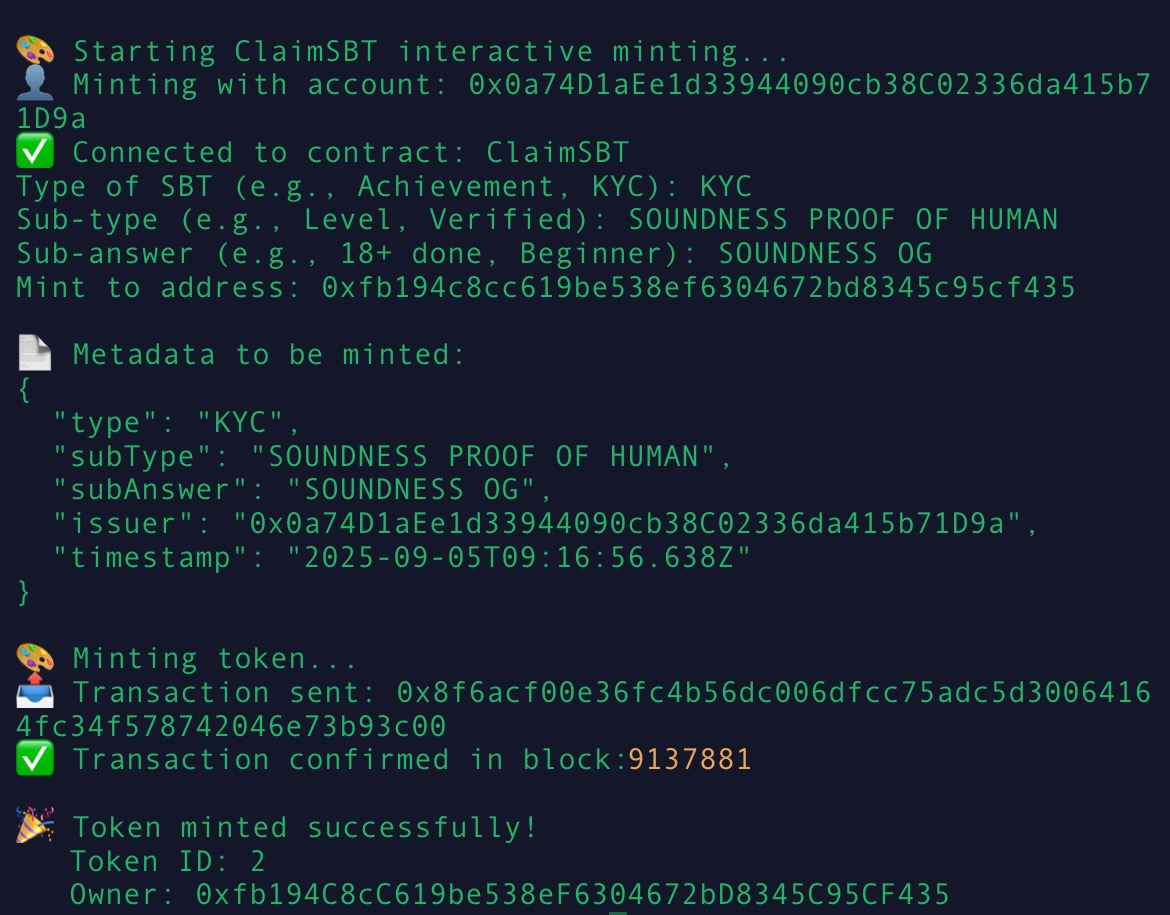 Starting ClaimSBT interactive minting...
Minting with account: 0x0a74D1aEe1d33944090cb38C02336da415b7
1D9a
Connected to contract: ClaimSBT
Type of SBT (e.g., Achievement, KYC): KYC
Sub-type (e.g., Level, Verified): SOUNDNESS PROOF OF HUMAN
Sub-answer (e.g., 18+ done, Beginner): SOUNDNESS OG
Mint to address: 0xfb194c8cc619be538ef6304672bd8345c95cf435
Metadata to be minted:
{
  "type": "KYC",
  "subType": "SOUNDNESS PROOF OF HUMAN",
  "subAnswer": "SOUNDNESS OG",
  "issuer": "0x0a74D1aEe1d33944090cb38C02336da415b71D9a",
  "timestamp": "2025-09-05T09:16:56.638Z"
}
Minting token...
Transaction sent: 0x8f6acf00e36fc4b56dc006dfcc75adc5d3006416
4fc34f578742046e73b93c00
Transaction confirmed in block:9137881
Token minted successfully!
Token ID: 2
Owner: 0xfb194C8cC619be538eF6304672bD8345C95CF435